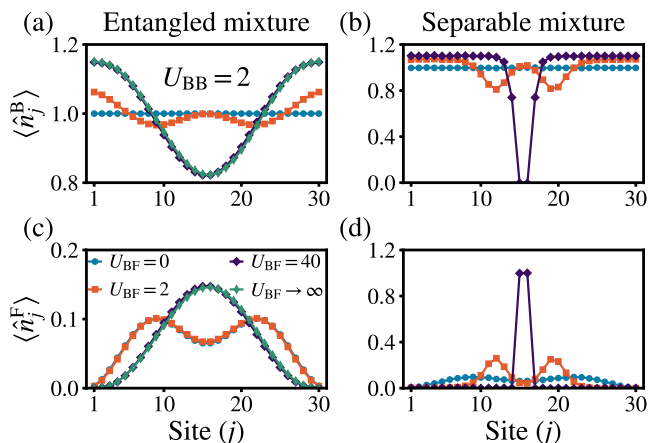 (a) Entangled mixture (b) Separable mixture
1.2 1.2
U_BB = 2
⟨n̂_j^B⟩ 1.0 0.8
0.4
0.8 0.0
1 10 20 30 1 10 20 30
(c) 0.2 (d)
U_BF = 0 U_BF = 40 1.2
U_BF = 2 U_BF → ∞
⟨n̂_j^F⟩ 0.1 0.8
0.4
0.0 0.0
1 10 20 30 1 10 20 30
Site (j) Site (j)